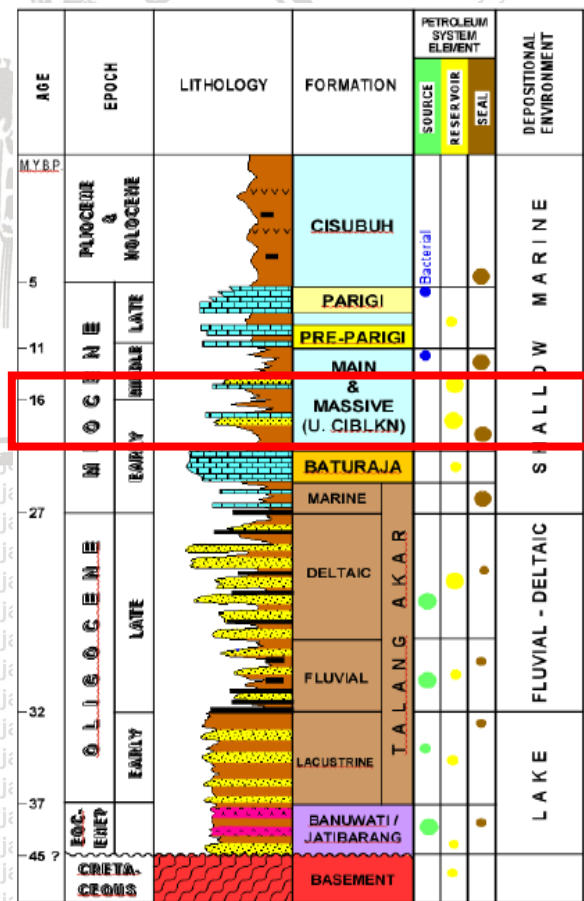 AGE
EPOCH
LITHOLOGY
FORMATION
PETROLEUM
SYSTEM
ELEMENT
SOURCE
RESERVOIR
SEAL
DEPOSITIONAL
ENVIRONMENT
M.Y.B.P.
PLIOCENE
&
HOLOCENE
CISUBUH
Bacterial
5
MIOCENE
LATE
PARIGI
PRE-PARIGI
11
MIDDLE
MAIN
&
MASSIVE
(U. CIBLKN)
16
EARLY
BATURAJA
SHALLOW MARINE
MARINE
27
OLIGOCENE
LATE
DELTAIC
TALANG AKAR
FLUVIAL
FLUVIAL - DELTAIC
32
EARLY
LACUSTRINE
LAKE
37
BANUWATI /
JATIBARANG
45 ?
CRETA-
CEOUS
BASEMENT